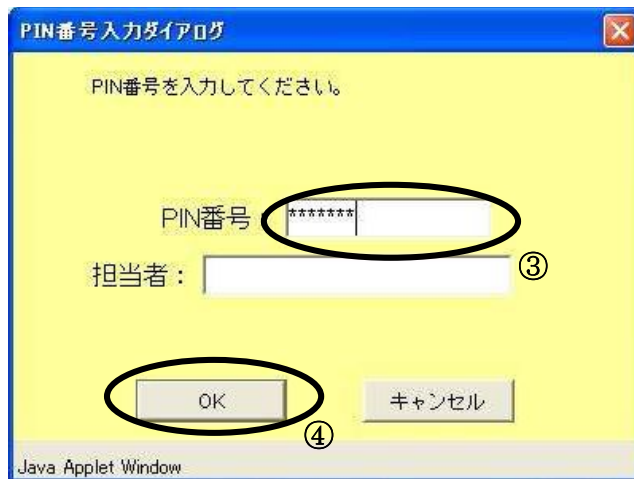 PIN番号入力ダイアログ
PIN番号を入力してください。
PIN番号： *******
担当者：
③
OK キャンセル
④
Java Applet Window